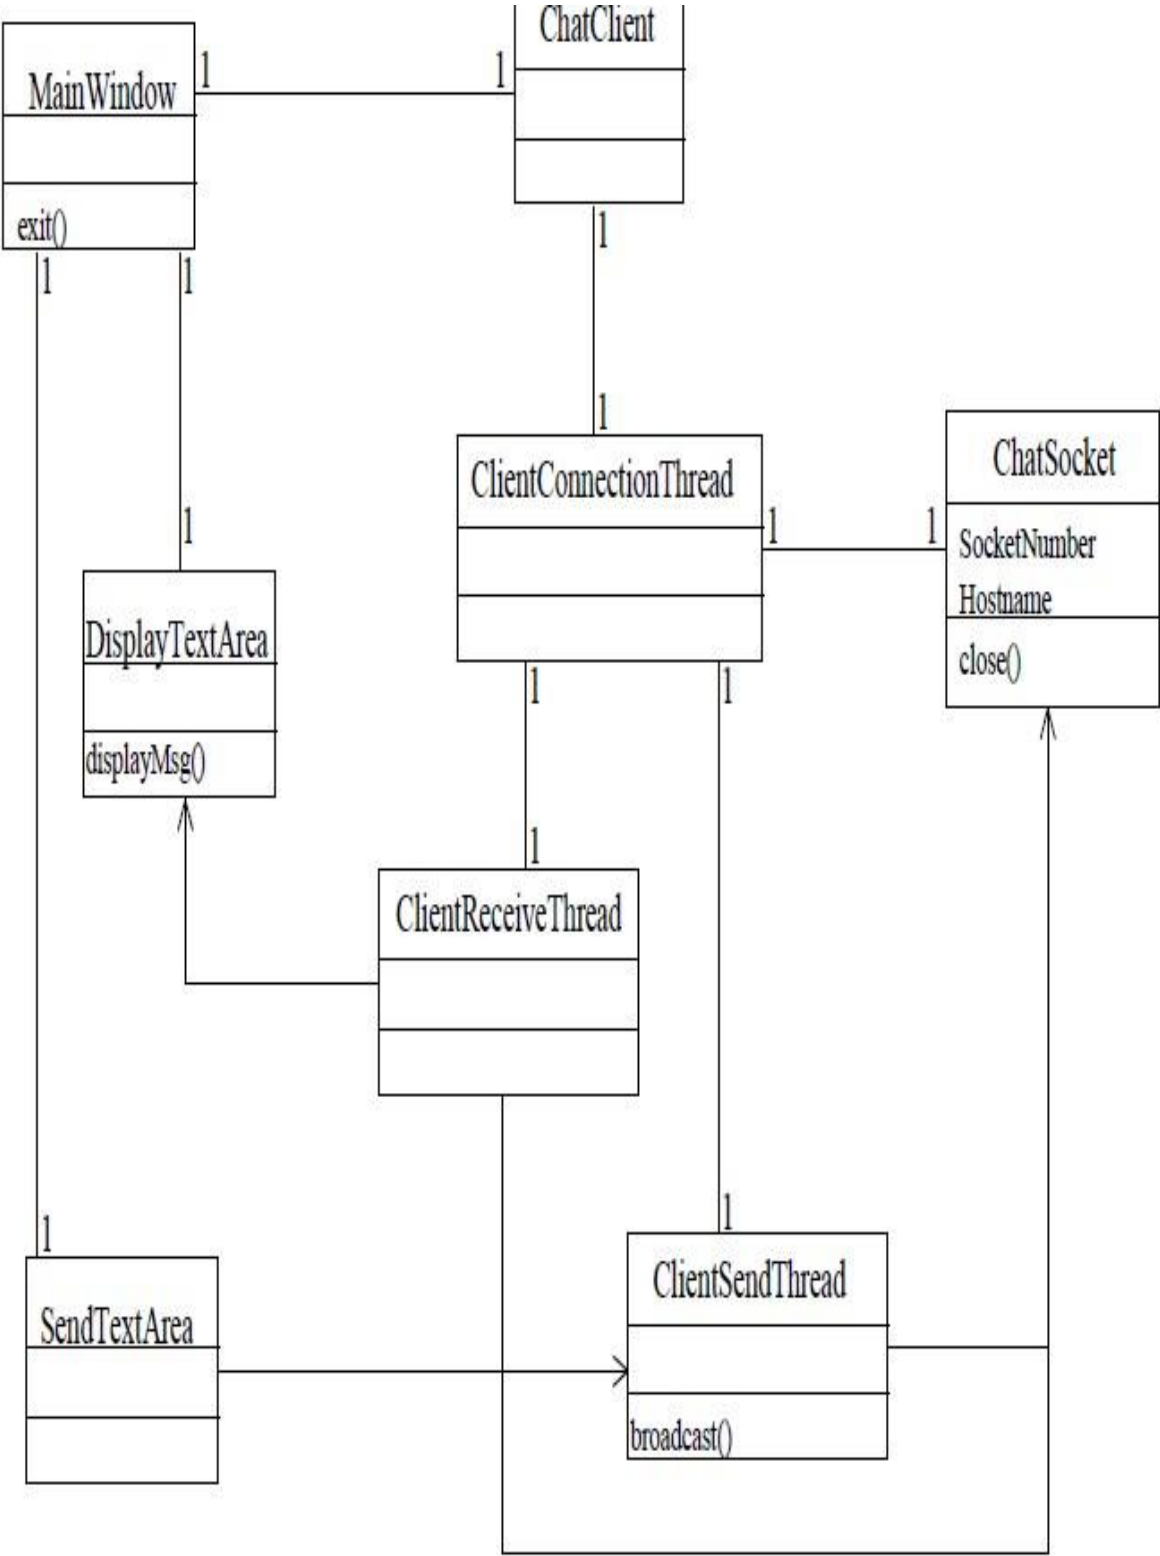 ChatClient
1
1
MainWindow
exit()
1
1
1
1
ClientConnectionThread
ChatSocket
1
1
1
SocketNumber
Hostname
DisplayTextArea
close()
1
1
displayMsg()
1
ClientReceiveThread
1
1
ClientSendThread
SendTextArea
broadcast()